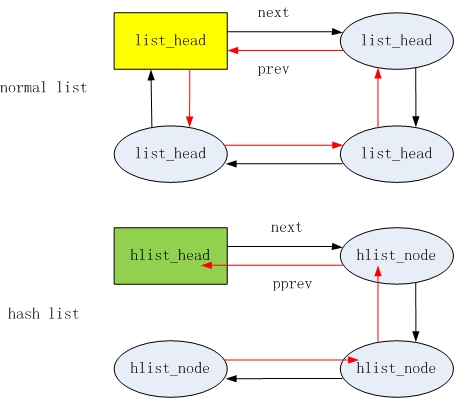 next
list_head
list_head
prev
normal list
list_head
list_head
next
hlist_head
hlist_node
pprev
hash list
hlist_node
hlist_node